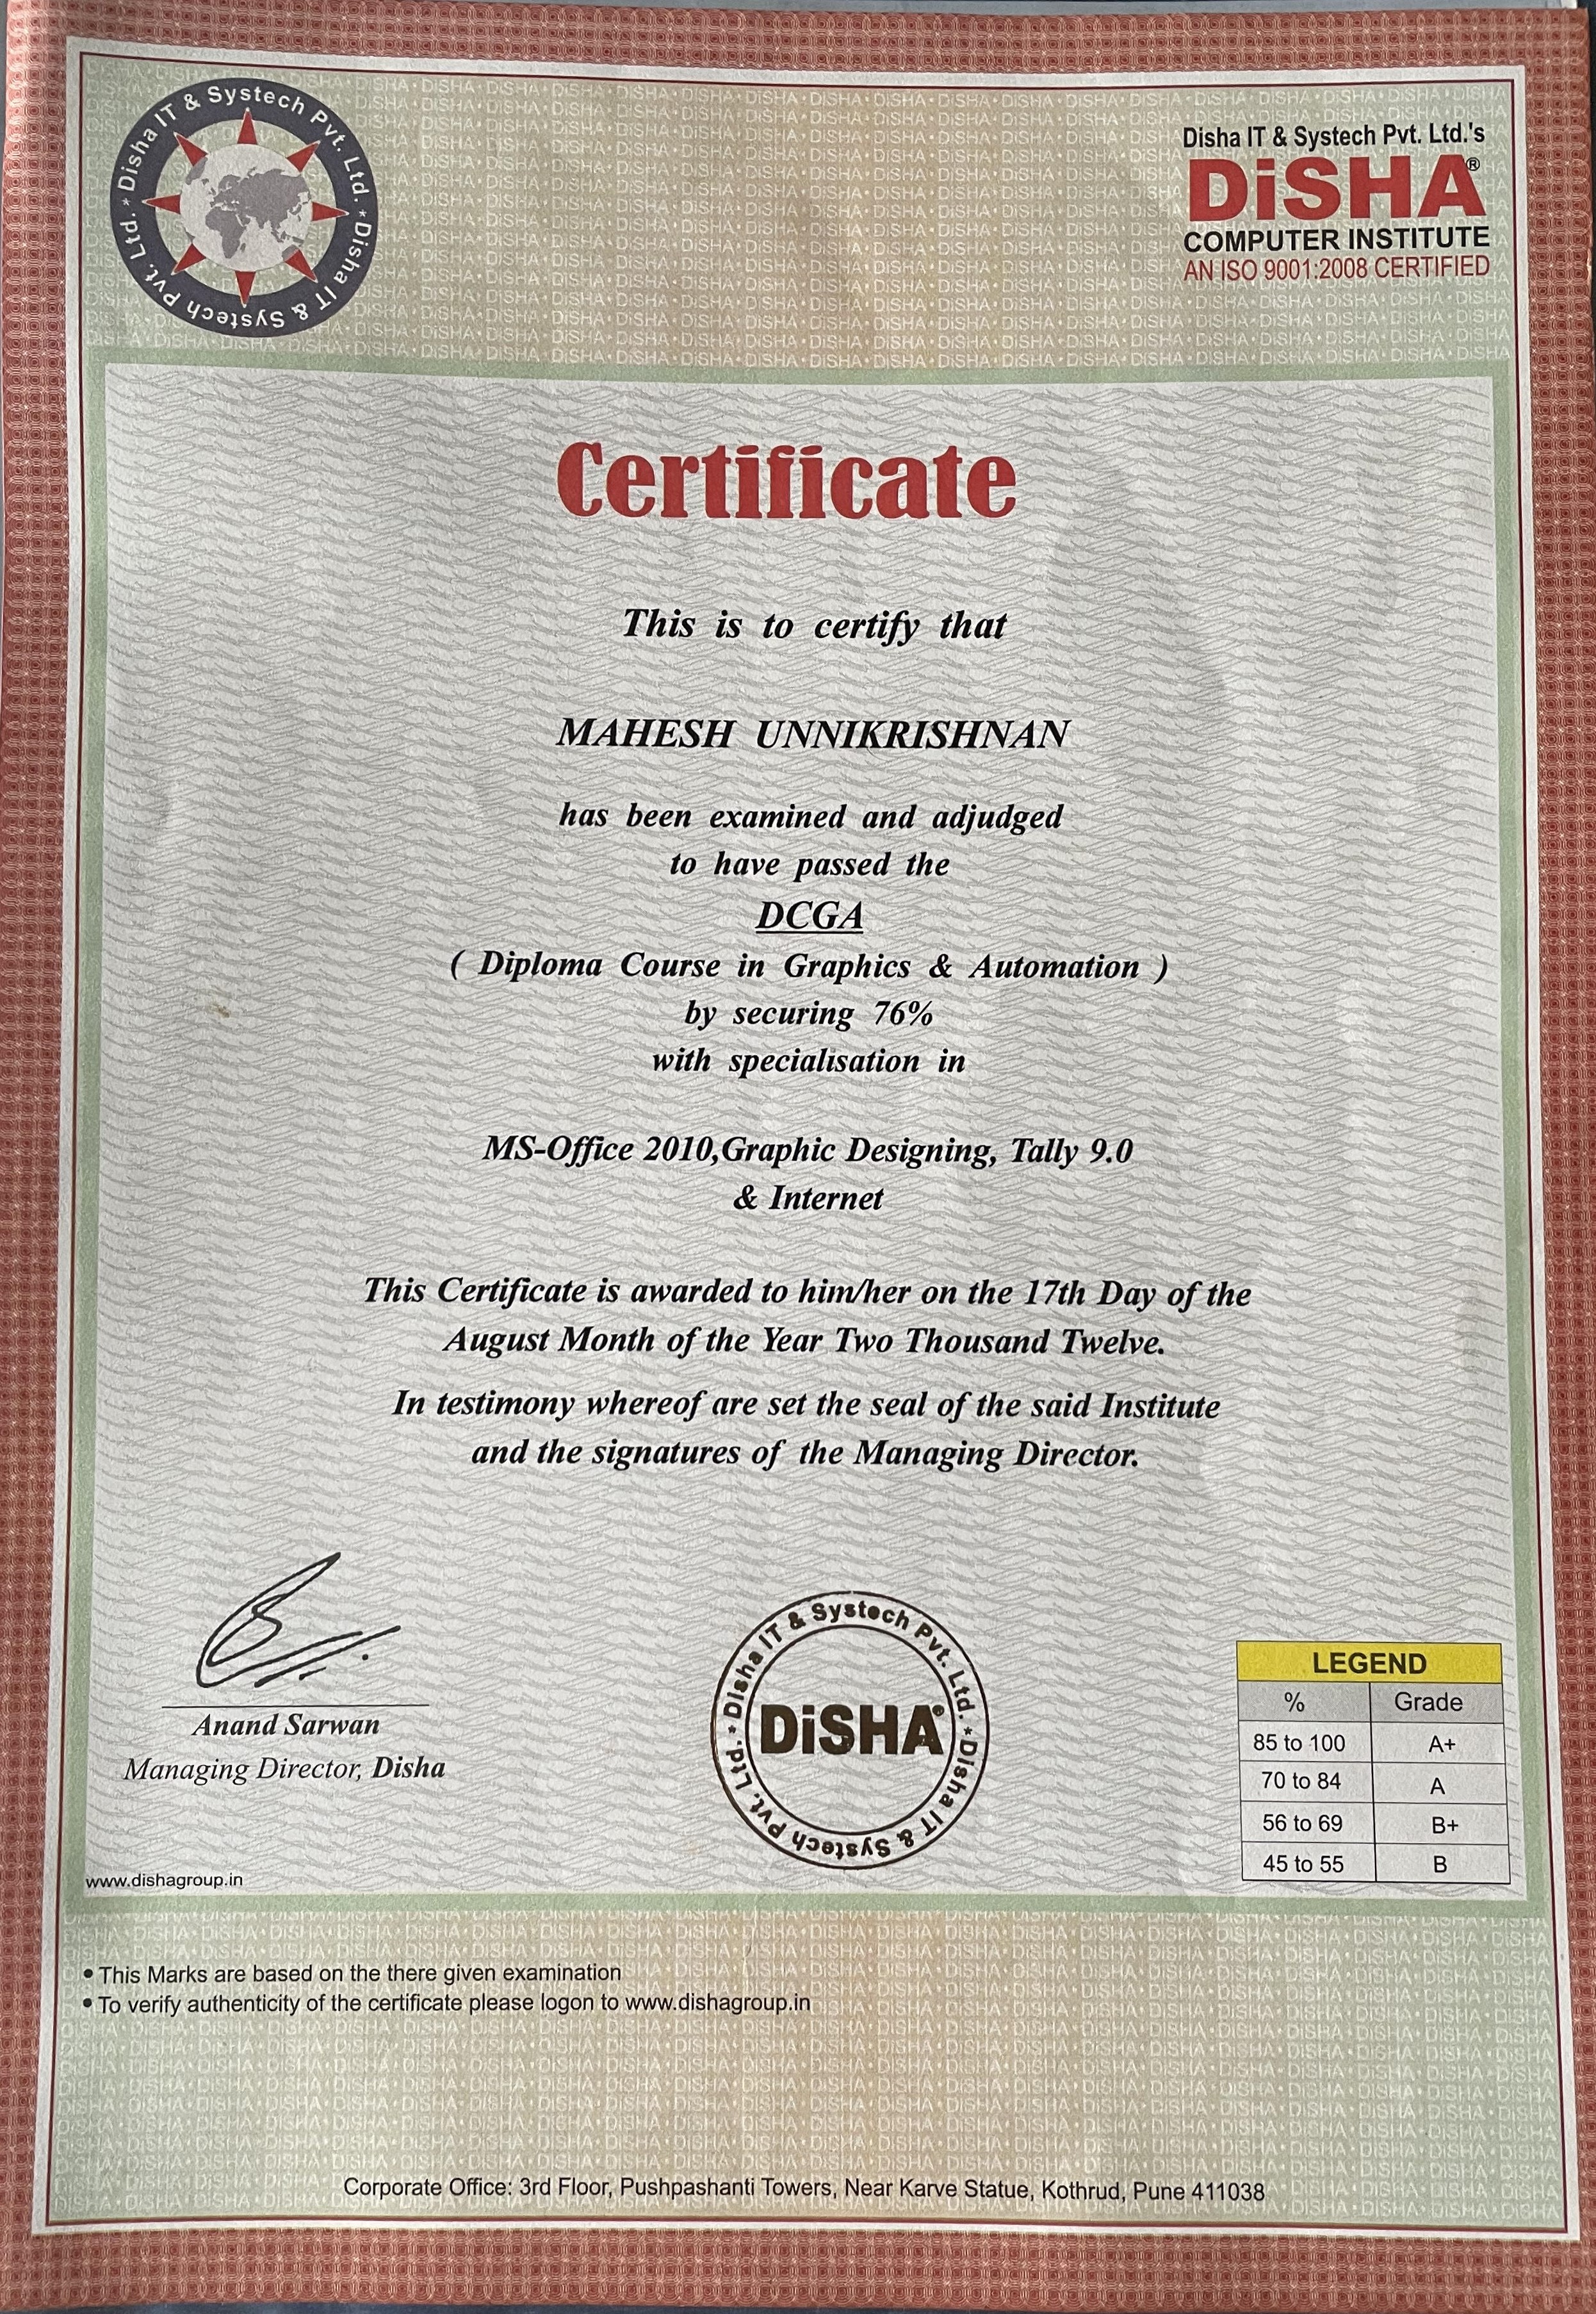 Disha IT & Systech Pvt. Ltd. * Disha IT & Systech Pvt. Ltd. *
Disha IT & Systech Pvt. Ltd.'s
DiSHA®
COMPUTER INSTITUTE
AN ISO 9001:2008 CERTIFIED
Certificate
This is to certify that
MAHESH UNNIKRISHNAN
has been examined and adjudged
to have passed the
DCGA
( Diploma Course in Graphics & Automation )
by securing 76%
with specialisation in
MS-Office 2010,Graphic Designing, Tally 9.0
& Internet
This Certificate is awarded to him/her on the 17th Day of the
August Month of the Year Two Thousand Twelve.
In testimony whereof are set the seal of the said Institute
and the signatures of the Managing Director.
Anand Sarwan
Managing Director, Disha
Disha IT & Systech Pvt. Ltd. * Disha IT & Systech Pvt. Ltd. *
DiSHA®
LEGEND
% Grade
85 to 100 A+
70 to 84 A
56 to 69 B+
45 to 55 B
www.dishagroup.in
• This Marks are based on the there given examination
• To verify authenticity of the certificate please logon to www.dishagroup.in
Corporate Office: 3rd Floor, Pushpashanti Towers, Near Karve Statue, Kothrud, Pune 411038